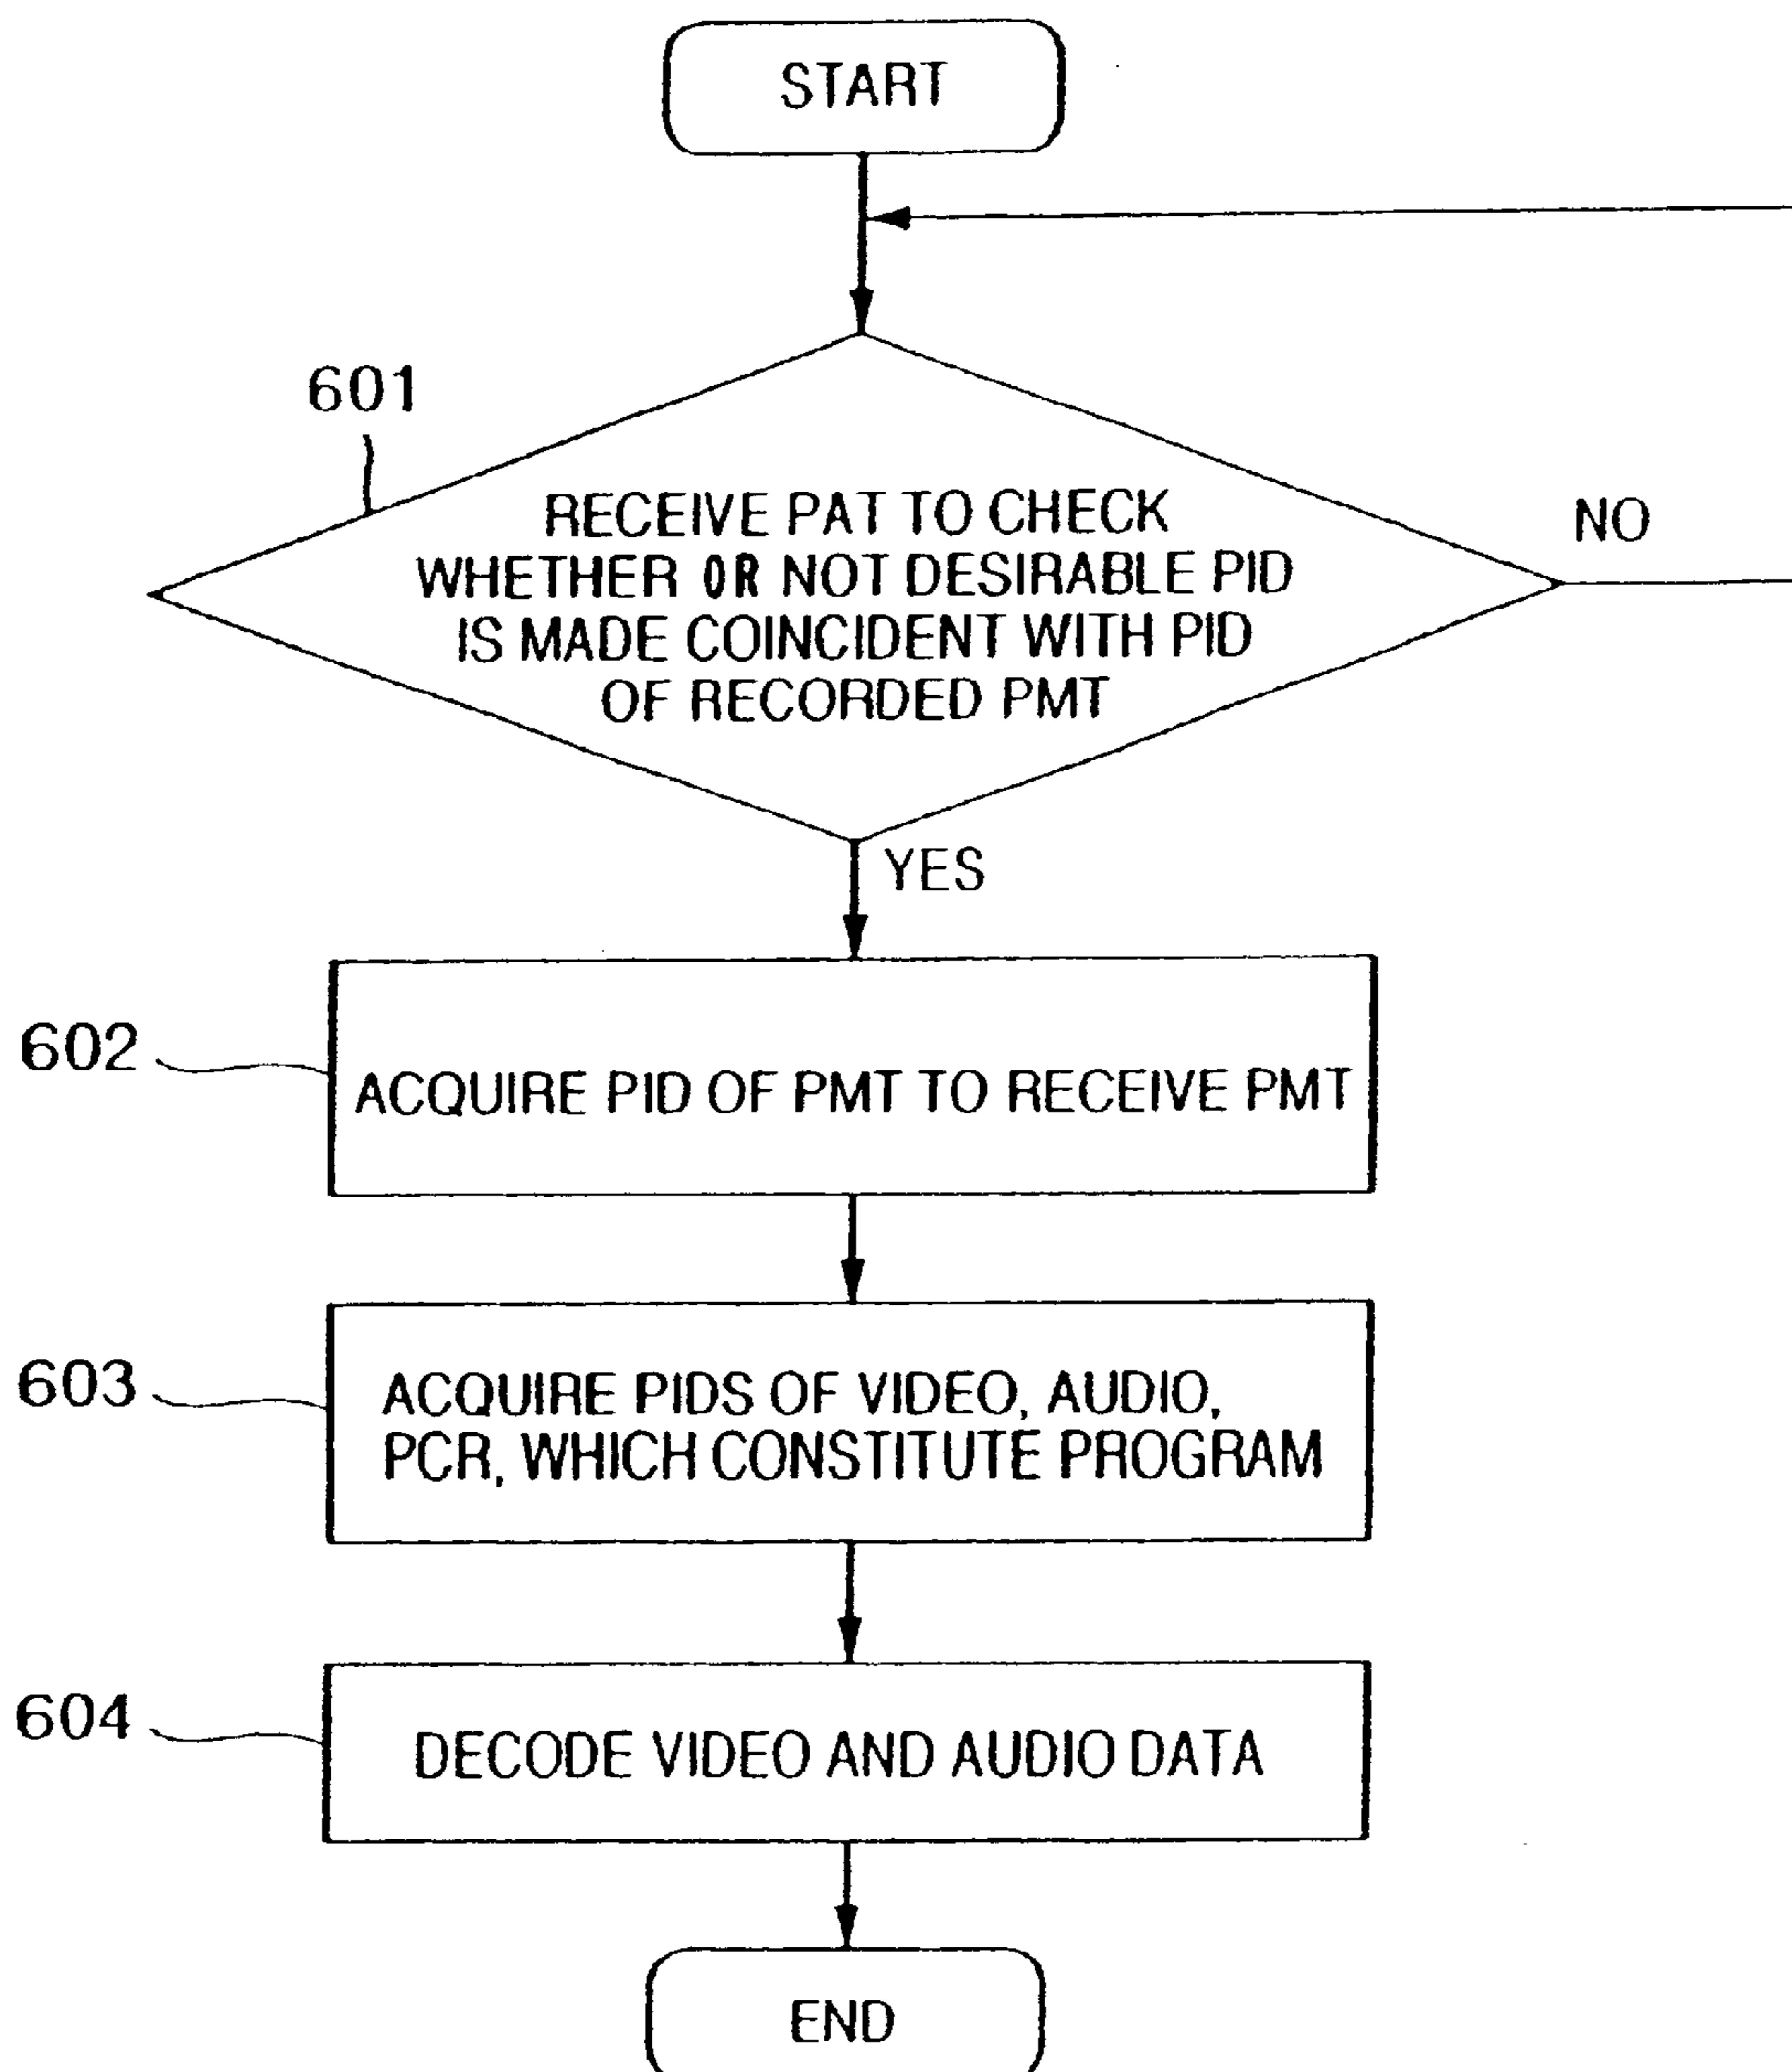 START
601
RECEIVE PAT TO CHECK
WHETHER OR NOT DESIRABLE PID
IS MADE COINCIDENT WITH PID
OF RECORDED PMT
NO
YES
602
ACQUIRE PID OF PMT TO RECEIVE PMT
603
ACQUIRE PIDS OF VIDEO, AUDIO,
PCR, WHICH CONSTITUTE PROGRAM
604
DECODE VIDEO AND AUDIO DATA
END